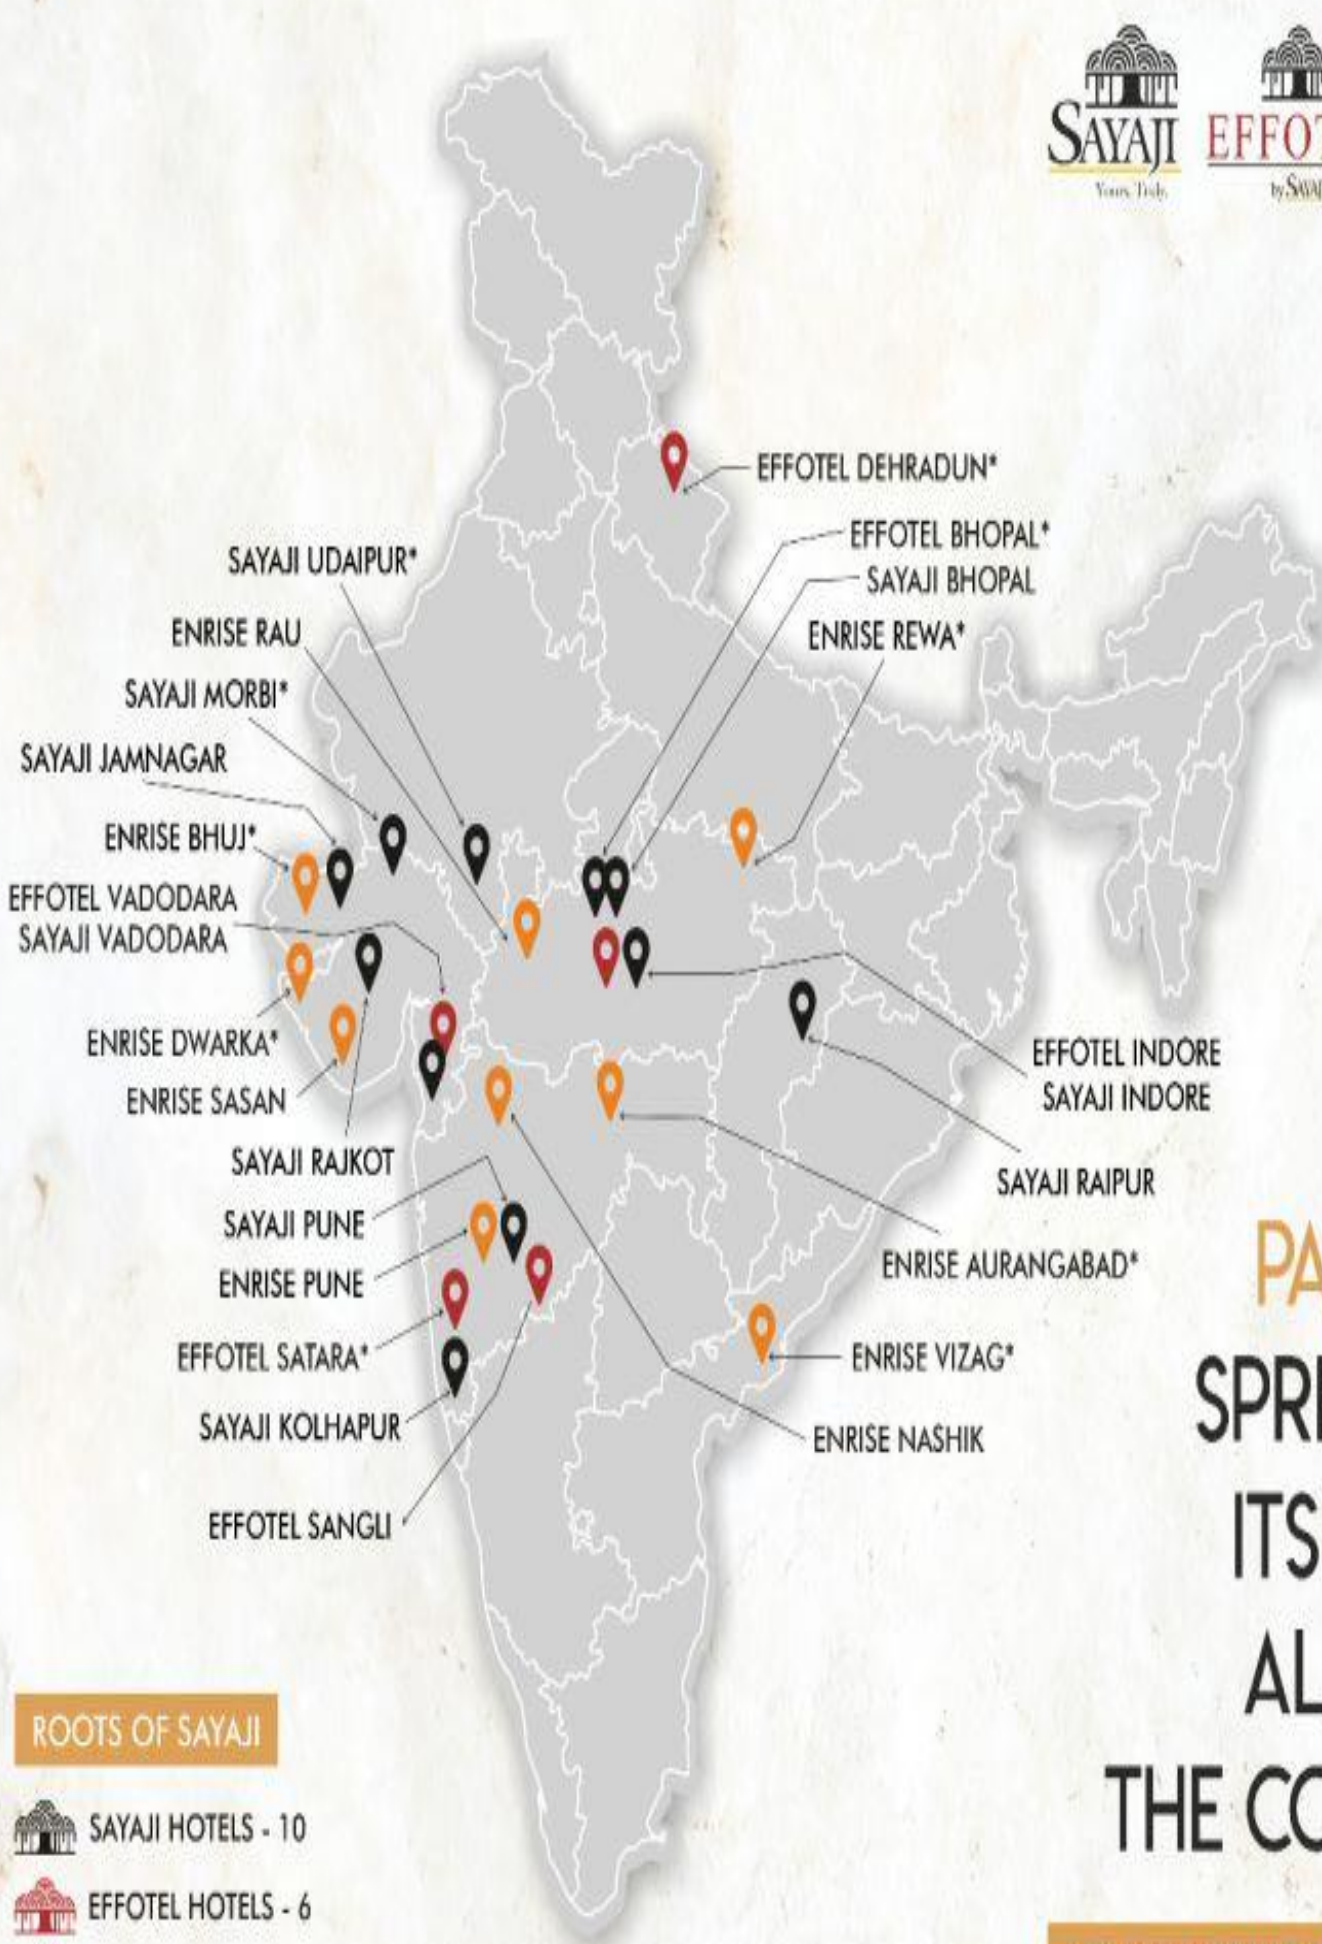 SAYAJI
Yours, Truly.
EFFOT
by SAYAJ
EFFOTEL DEHRADUN*
EFFOTEL BHOPAL*
SAYAJI BHOPAL
ENRISE REWA*
SAYAJI UDAIPUR*
ENRISE RAU
SAYAJI MORBI*
SAYAJI JAMNAGAR
ENRISE BHUJ*
EFFOTEL VADODARA
SAYAJI VADODARA
ENRISE DWARKA*
ENRISE SASAN
SAYAJI RAJKOT
SAYAJI PUNE
ENRISE PUNE
EFFOTEL SATARA*
SAYAJI KOLHAPUR
EFFOTEL SANGLI
EFFOTEL INDORE
SAYAJI INDORE
SAYAJI RAIPUR
ENRISE AURANGABAD*
ENRISE VIZAG*
ENRISE NASHIK
PA
SPRE
ITS
AL
THE CO
ROOTS OF SAYAJI
SAYAJI HOTELS - 10
EFFOTEL HOTELS - 6